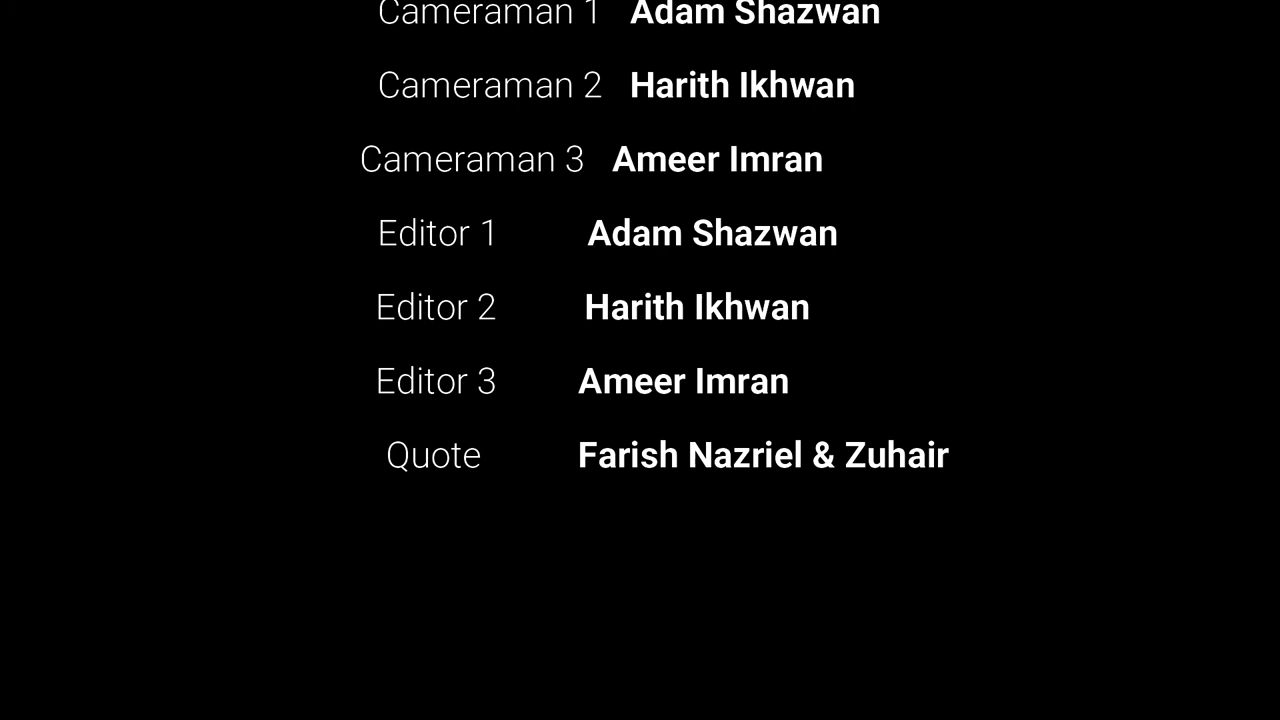 Cameraman 1 Adam Shazwan
Cameraman 2 Harith Ikhwan
Cameraman 3 Ameer Imran
Editor 1 Adam Shazwan
Editor 2 Harith Ikhwan
Editor 3 Ameer Imran
Quote Farish Nazriel & Zuhair